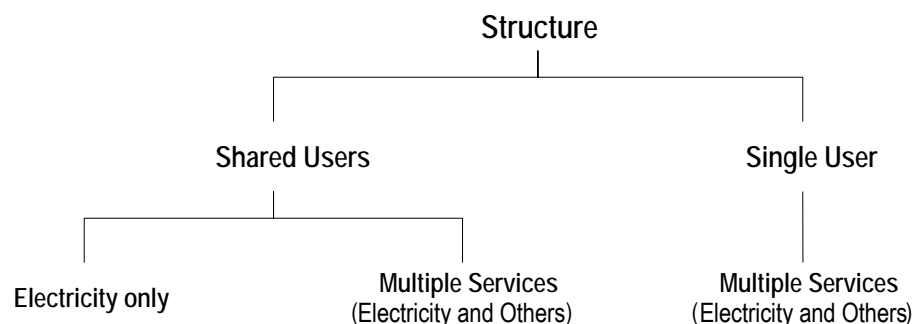 Structure
Shared Users
Single User
Electricity only
Multiple Services
(Electricity and Others)
Multiple Services
(Electricity and Others)